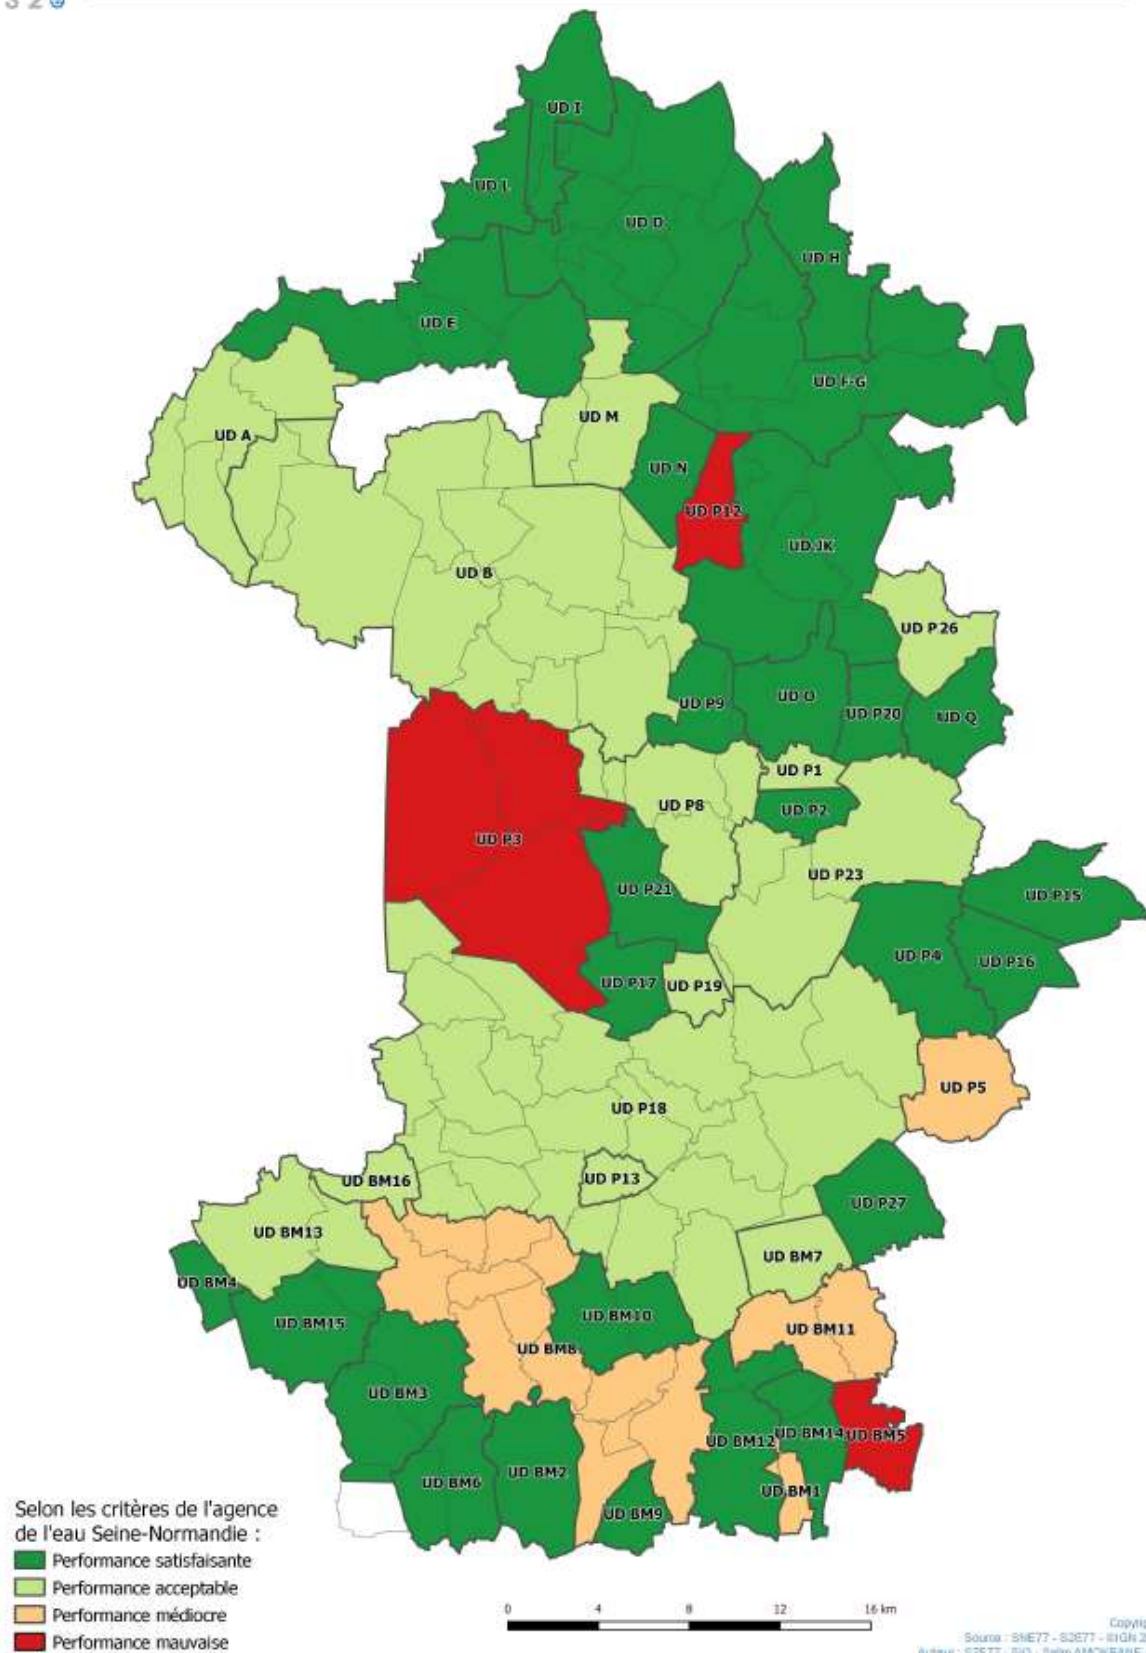 UD I
UD L
UD D
UD H
UD E
UD F-G
UD M
UD A
UD N
UD P12
UD JK
UD B
UD P26
UD P9
UD O
UD P20
UD Q
UD P1
UD P8
UD P2
UD P3
UD P23
UD P21
UD P15
UD P4
UD P16
UD P17
UD P19
UD P5
UD P18
UD P13
UD BM16
UD P27
UD BM13
UD BM7
UD BM4
UD BM10
UD BM15
UD BM11
UD BM8
UD BM3
UD BM12
UD BM14
UD BM5
UD BM2
UD BM6
UD BM1
UD BM9
Selon les critères de l'agence
de l'eau Seine-Normandie :
Performance satisfaisante
Performance acceptable
Performance médiocre
Performance mauvaise
0 4 8 12 16 km
Source : SNE77 - S2E77 -